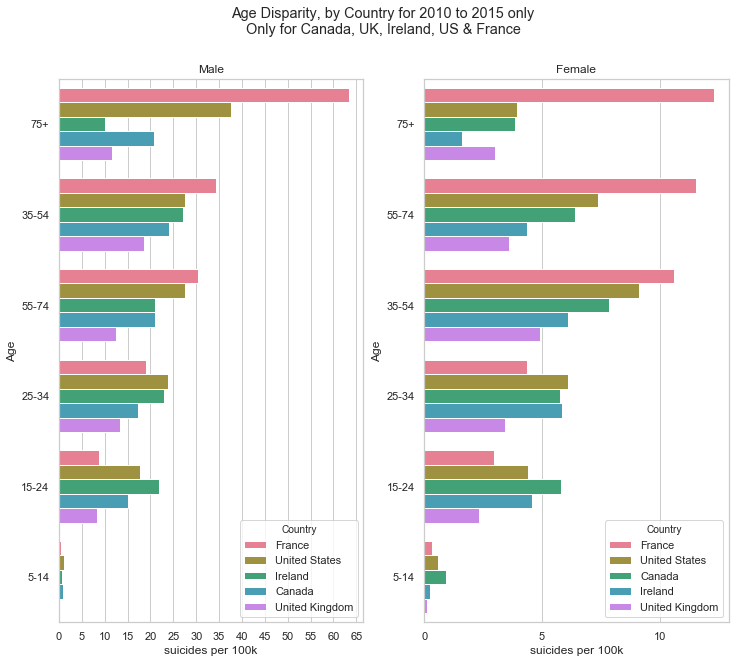 Age Disparity, by Country for 2010 to 2015 only
Only for Canada, UK, Ireland, US & France
Male
75+
35-54
55-74
25-34
15-24
5-14
Age
0 5 10 15 20 25 30 35 40 45 50 55 60 65
suicides per 100k
Country
France
United States
Ireland
Canada
United Kingdom
Female
75+
55-74
35-54
25-34
15-24
5-14
Age
0 5 10
suicides per 100k
Country
France
United States
Canada
Ireland
United Kingdom